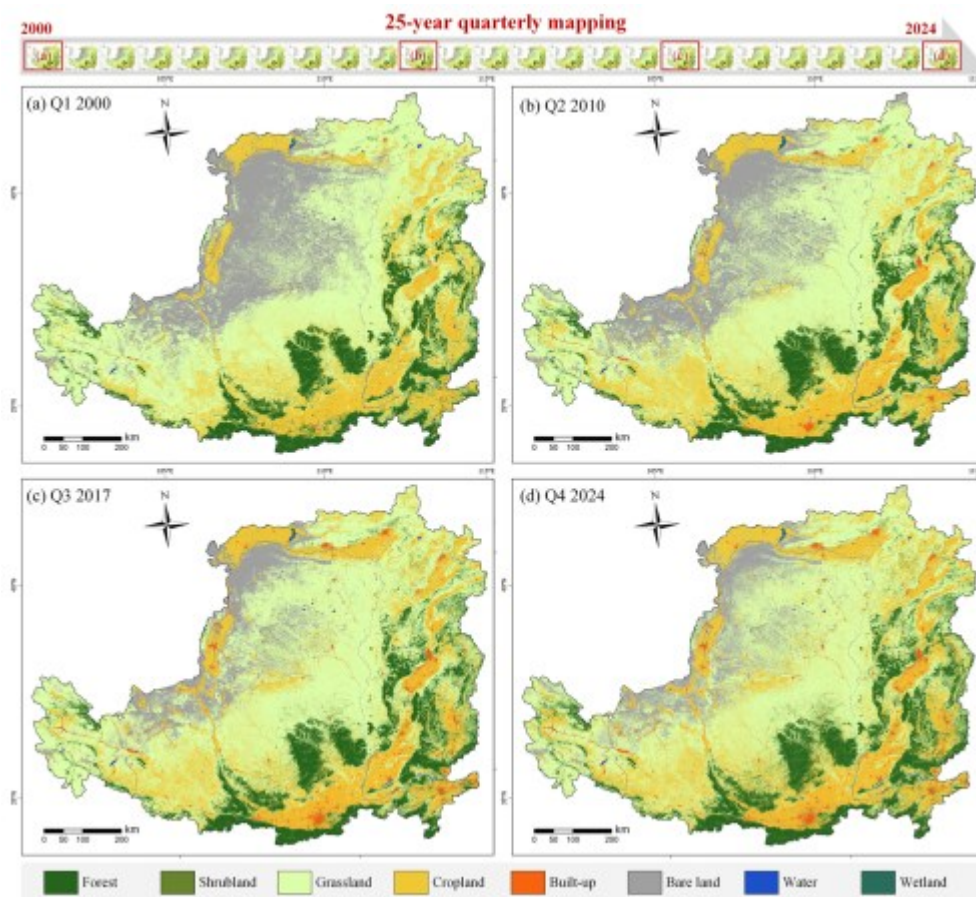 25-year quarterly mapping
2000
2024
(a)
(b)
(c)
(d)
(a) Q1 2000
N
0 50 100 200
km
(b) Q2 2010
N
0 50 100 200
km
(c) Q3 2017
N
0 50 100 200
km
(d) Q4 2024
N
0 50 100 200
km
Forest Shrubland Grassland Cropland Built-up Bare land Water Wetland